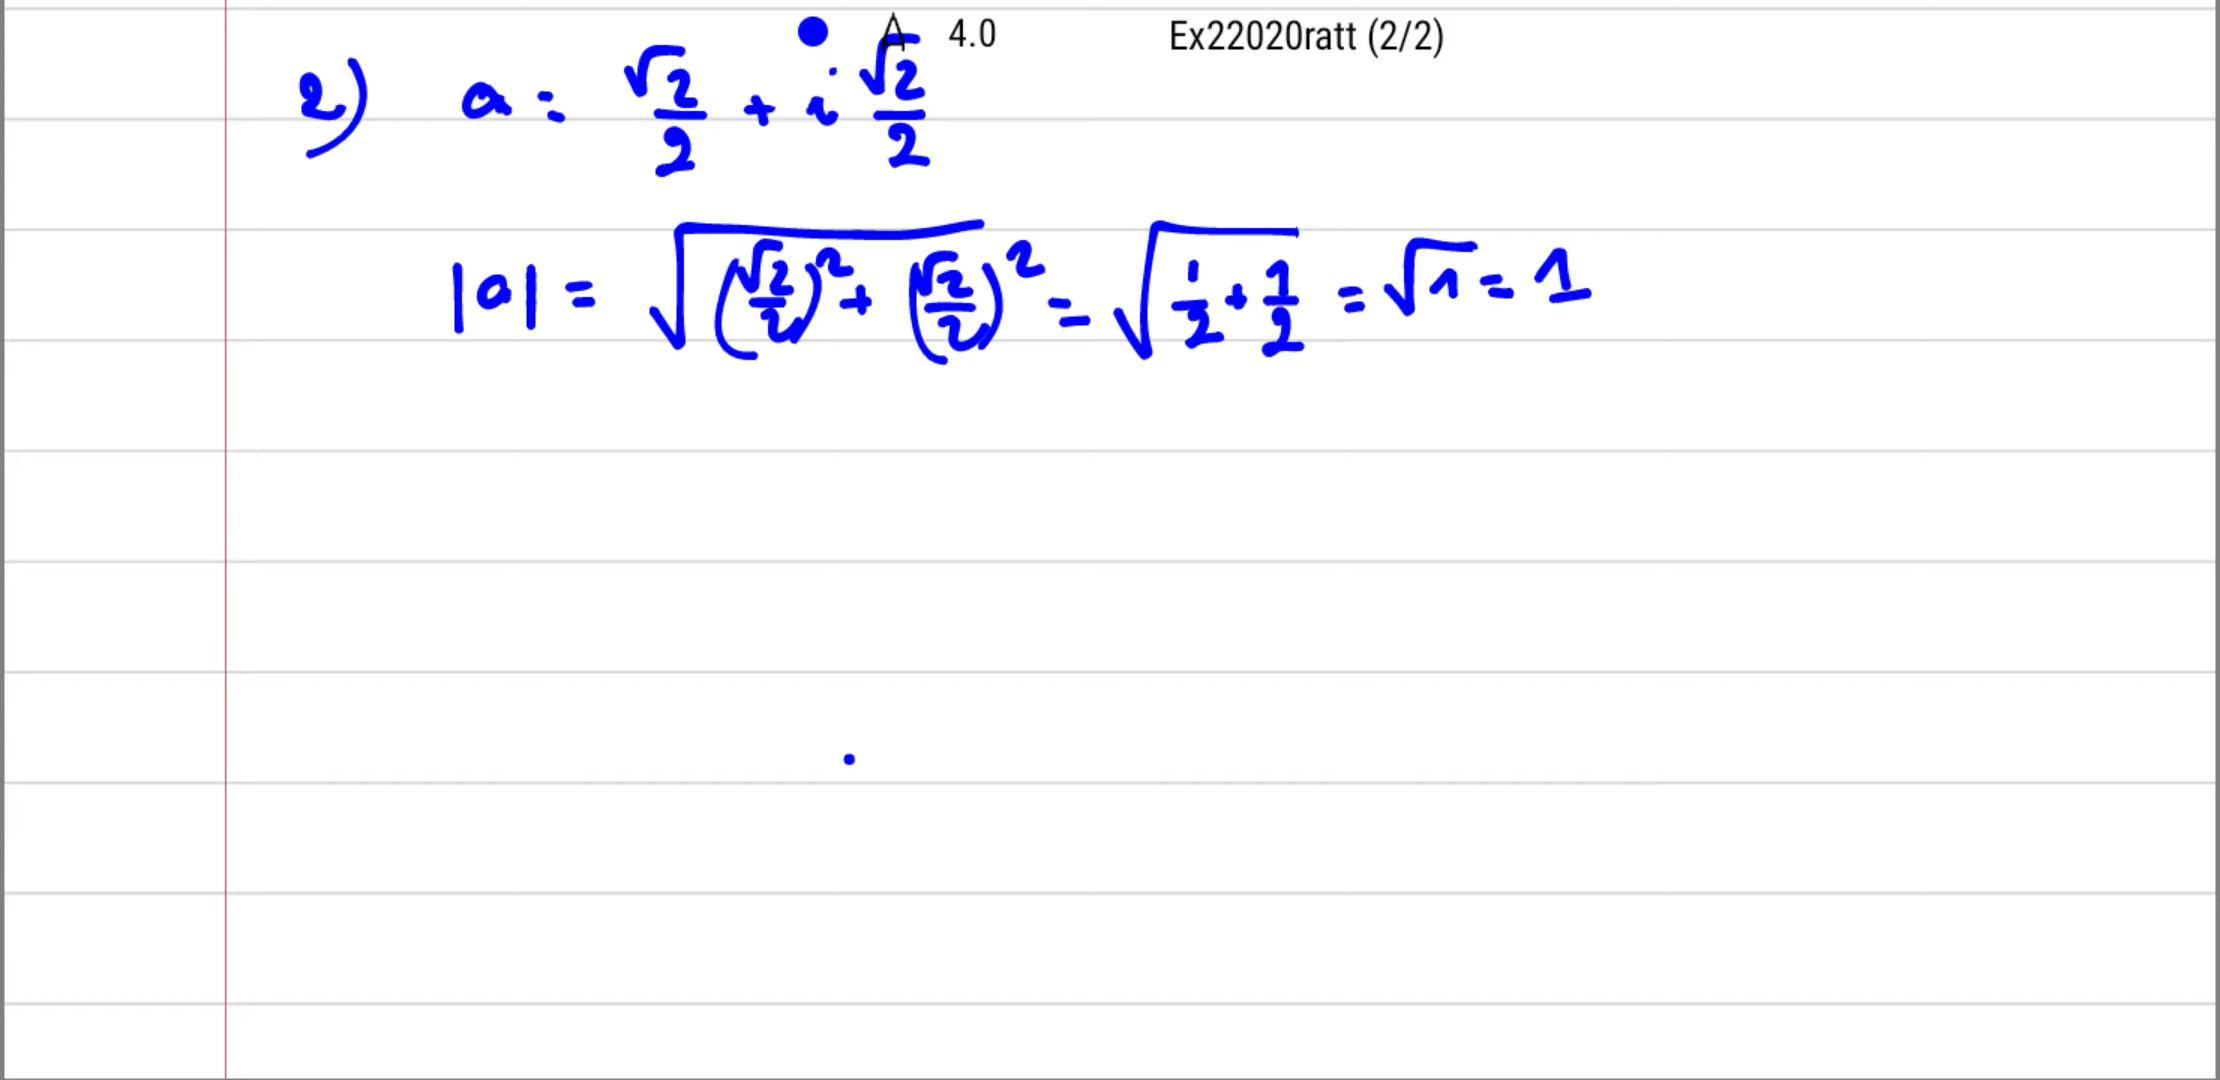 A 4.0 Ex22020ratt (2/2)
2) a = √2/2 + i √2/2
|a| = √((√2/2)² + (√2/2)²) = √(1/2 + 1/2) = √1 = 1